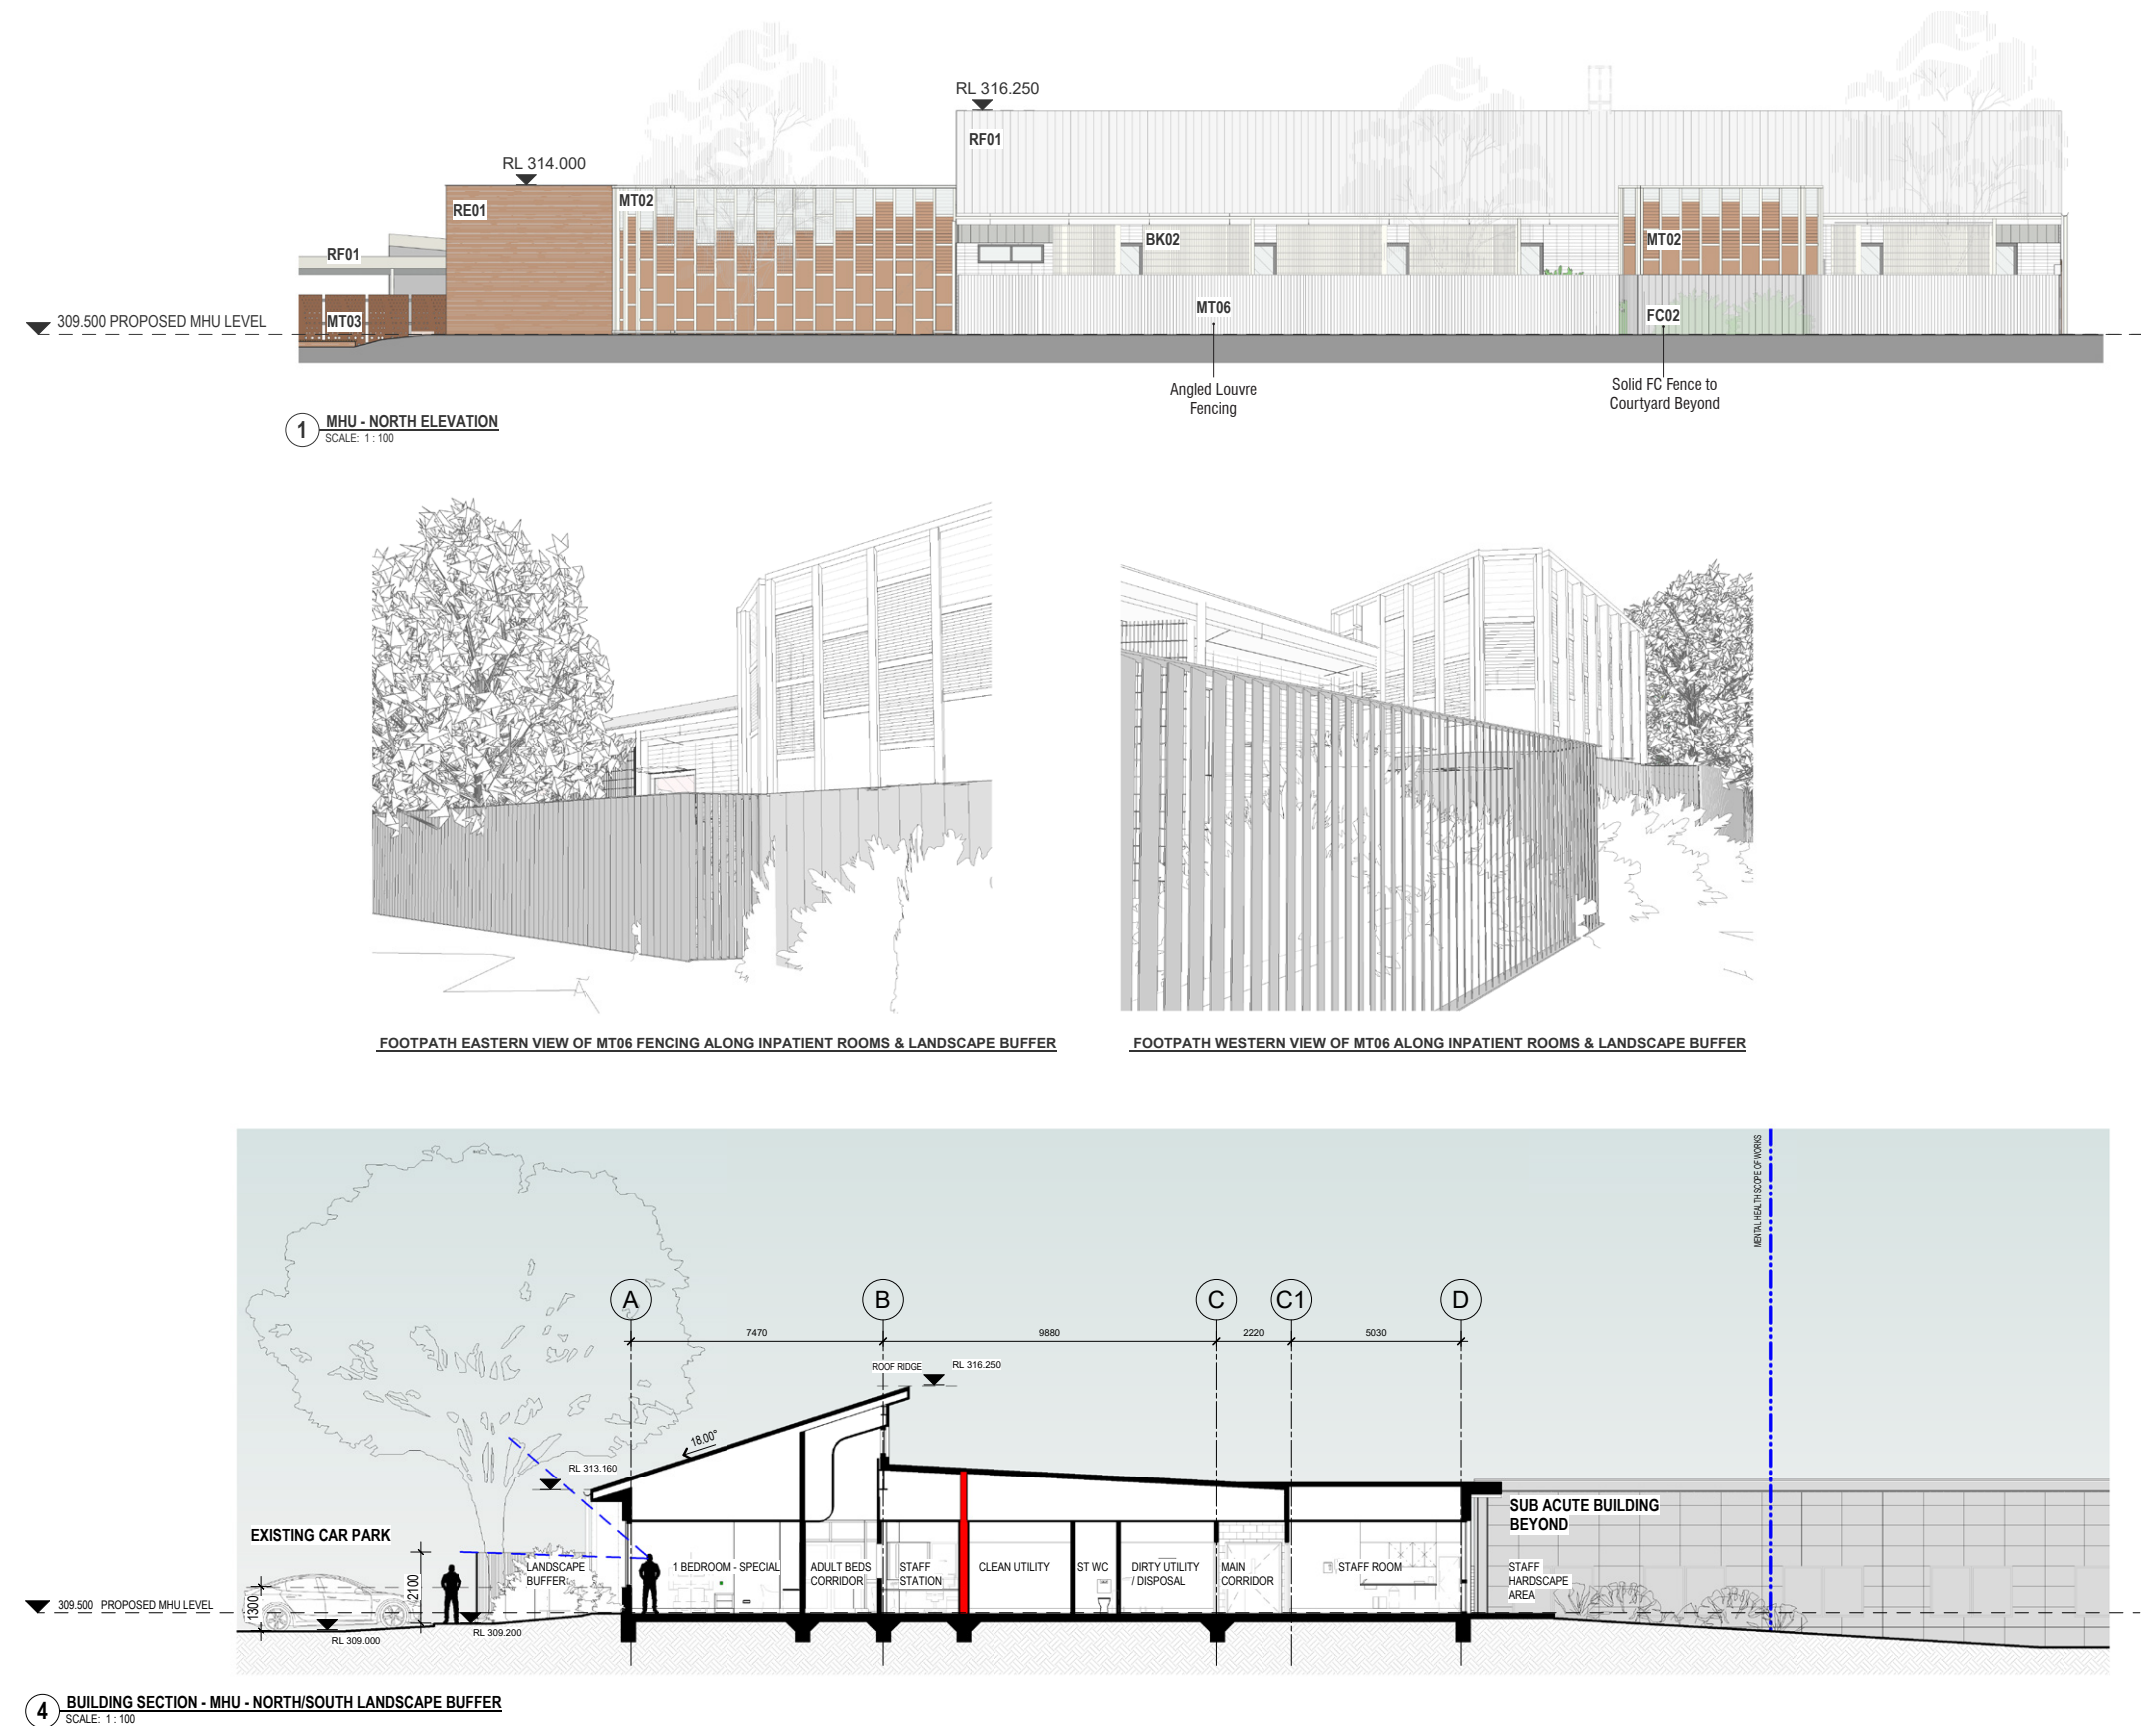 RL 316.250
RF01
RL 314.000
RE01
MT02
RF01
BK02
MT02
MT03
MT06
FC02
309.500 PROPOSED MHU LEVEL
Angled Louvre
Fencing
Solid FC Fence to
Courtyard Beyond
1
MHU - NORTH ELEVATION
SCALE: 1 : 100
FOOTPATH EASTERN VIEW OF MT06 FENCING ALONG INPATIENT ROOMS & LANDSCAPE BUFFER
FOOTPATH WESTERN VIEW OF MT06 ALONG INPATIENT ROOMS & LANDSCAPE BUFFER
MENTAL HEALTH SCOPE OF WORKS
A
B
C
C1
D
7470
9880
2220
5030
ROOF RIDGE
RL 316.250
18.00°
RL 313.160
EXISTING CAR PARK
SUB ACUTE BUILDING
BEYOND
LANDSCAPE
BUFFER
1 BEDROOM - SPECIAL
ADULT BEDS
CORRIDOR
STAFF
STATION
CLEAN UTILITY
ST WC
DIRTY UTILITY
/ DISPOSAL
MAIN
CORRIDOR
STAFF ROOM
STAFF
HARDSCAPE
AREA
2100
1300
309.500 PROPOSED MHU LEVEL
RL 309.000
RL 309.200
4
BUILDING SECTION - MHU - NORTH/SOUTH LANDSCAPE BUFFER
SCALE: 1 : 100